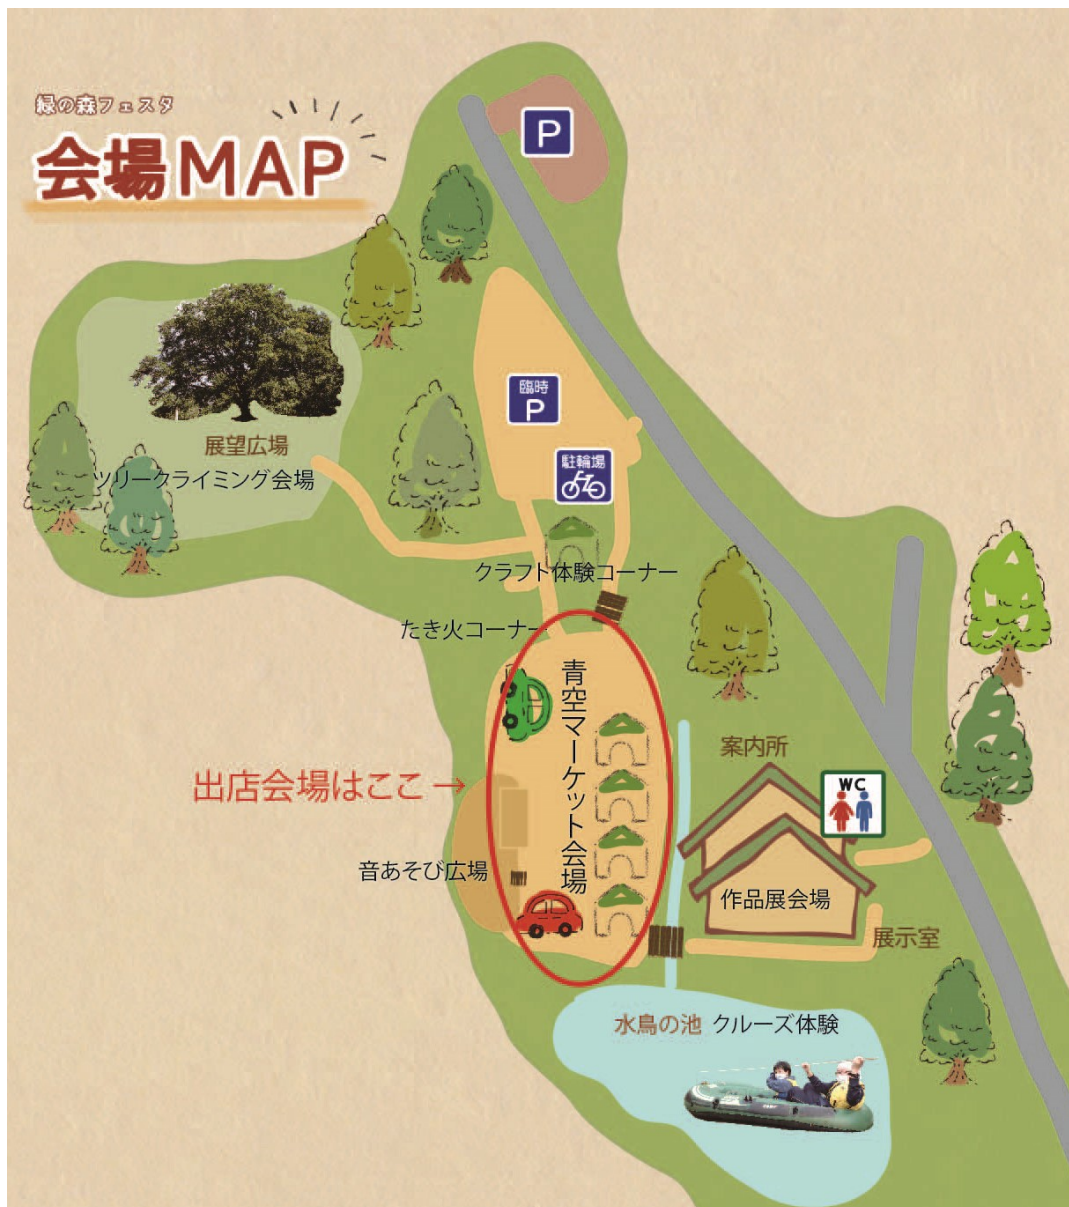 緑の森フェスタ
会場MAP
P
臨時
P
駐輪場
展望広場
ツリークライミング会場
クラフト体験コーナー
たき火コーナー
青空マーケット会場
出店会場はここ→
音あそび広場
案内所
WC
作品展会場
展示室
水鳥の池 クルーズ体験